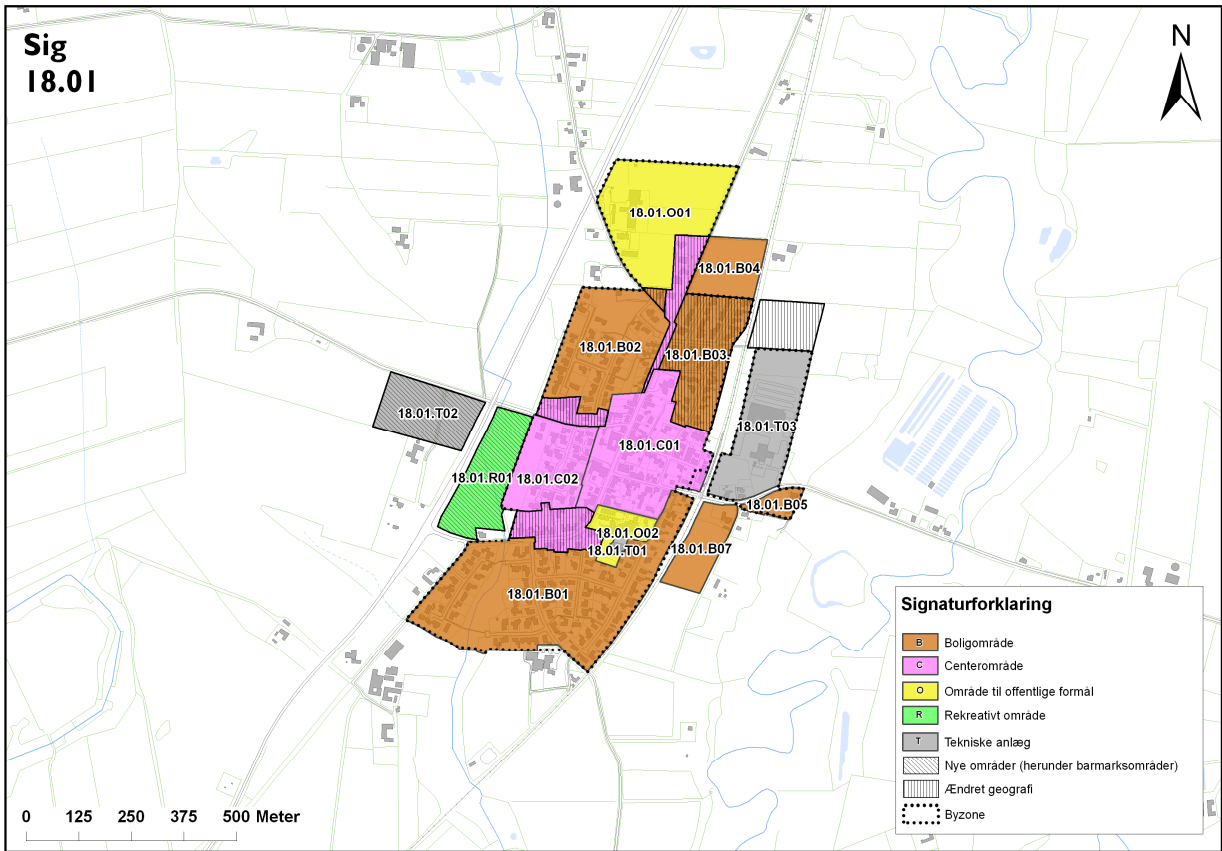 Sig
18.01
N
18.01.O01
18.01.B04
18.01.B02
18.01.B03
18.01.T02
18.01.C01
18.01.T03
18.01.R01
18.01.C02
18.01.B05
18.01.O02
18.01.T01
18.01.B07
18.01.B01
Signaturforklaring
B Boligområde
C Centerområde
O Område til offentlige formål
R Rekreativt område
T Tekniske anlæg
Nye områder (herunder barmarksområder)
Ændret geografi
Byzone
0 125 250 375 500 Meter